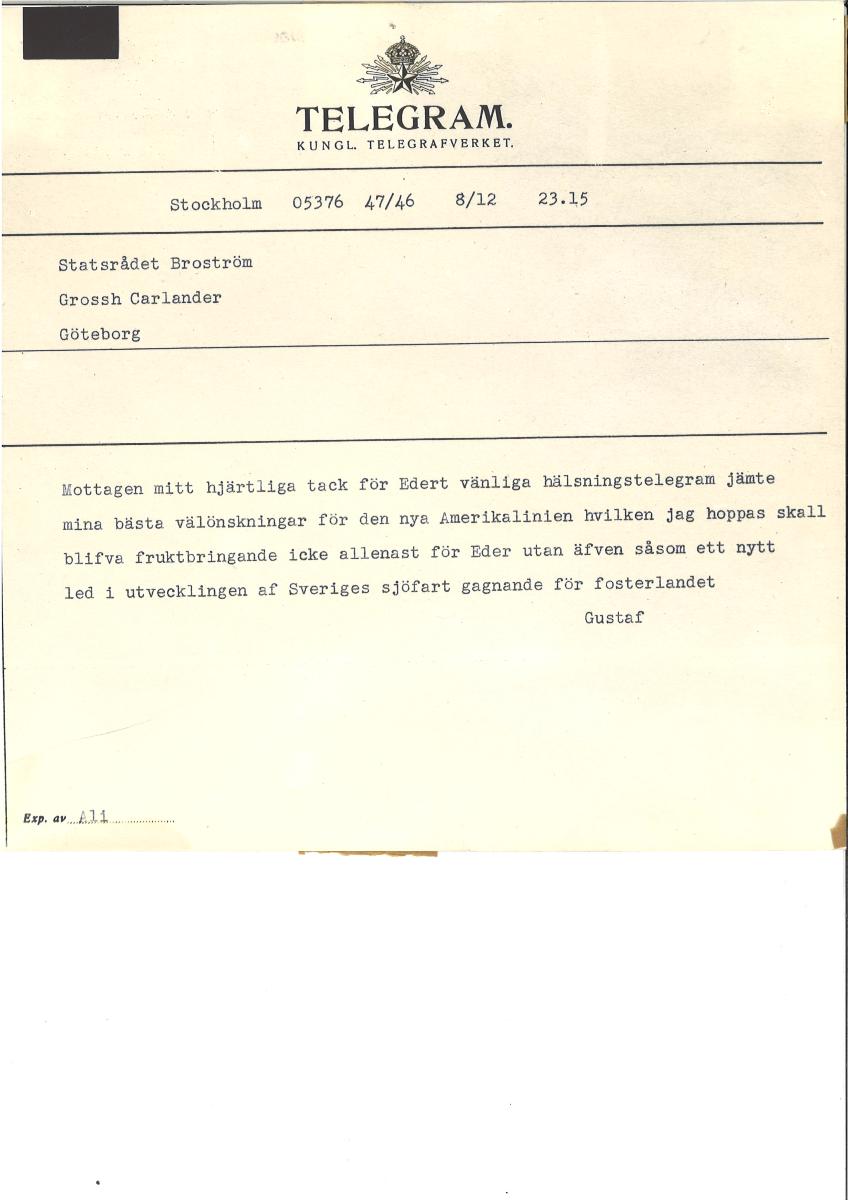 TELEGRAM.
KUNGL. TELEGRAFVERKET.
Stockholm 05376 47/46 8/12 23.15
Statsrådet Broström
Grossh Carlander
Göteborg
Mottagen mitt hjärtliga tack för Edert vänliga hälsningstelegram jämte
mina bästa välönskningar för den nya Amerikalinien hvilken jag hoppas skall
blifva fruktbringande icke allenast för Eder utan äfven såsom ett nytt
led i utvecklingen af Sveriges sjöfart gagnande för fosterlandet
Gustaf
Exp. av Ali